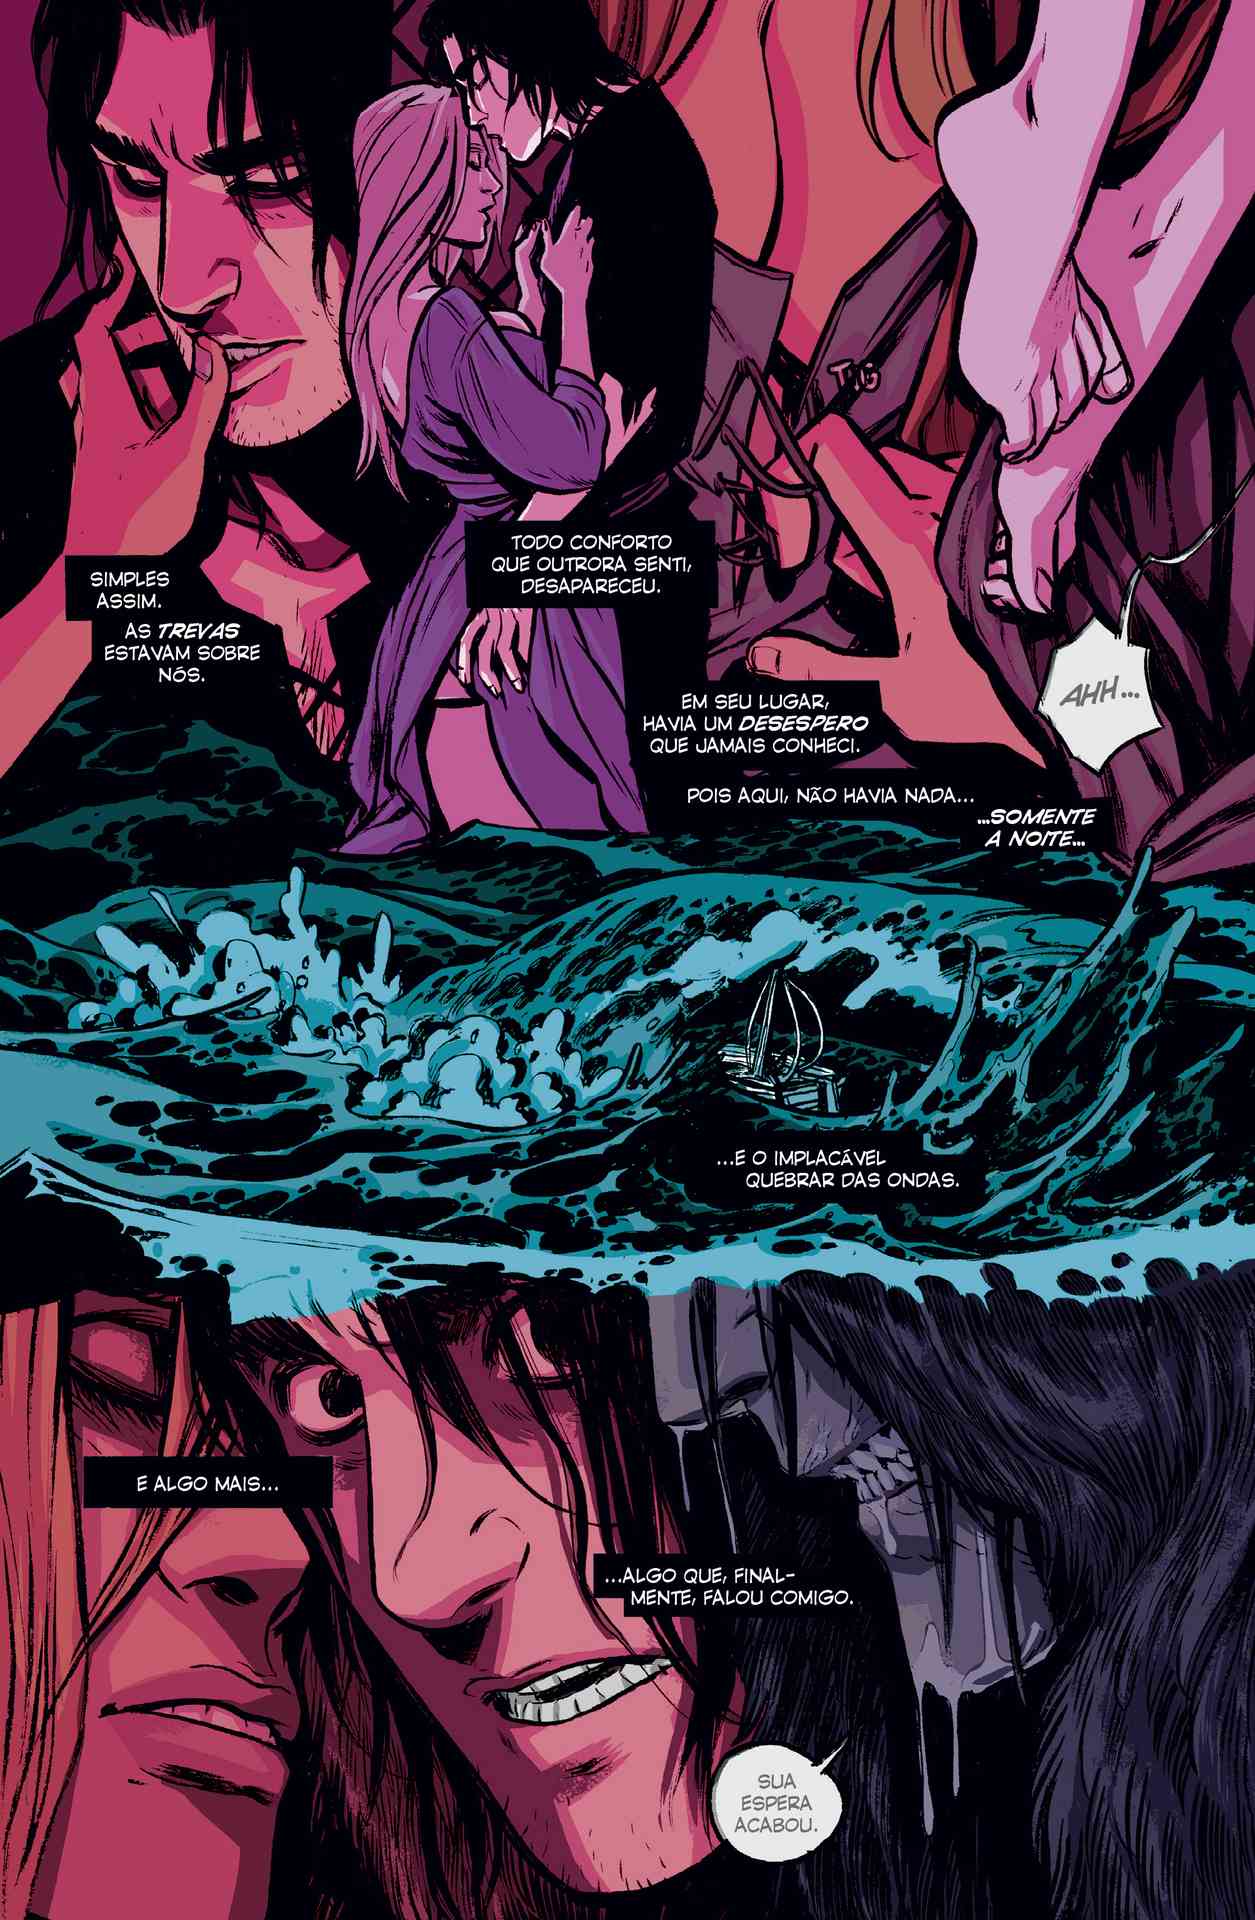 SIMPLES
ASSIM.
AS TREVAS
ESTAVAM SOBRE
NÓS.
TODO CONFORTO
QUE OUTRORA SENTI,
DESAPARECEU.
TXG
EM SEU LUGAR,
HAVIA UM DESESPERO
QUE JAMAIS CONHECI.
AHH...
POIS AQUI, NÃO HAVIA NADA...
...SOMENTE
A NOITE...
...E O IMPLACÁVEL
QUEBRAR DAS ONDAS.
E ALGO MAIS...
...ALGO QUE, FINAL-
MENTE, FALOU COMIGO.
SUA
ESPERA
ACABOU.